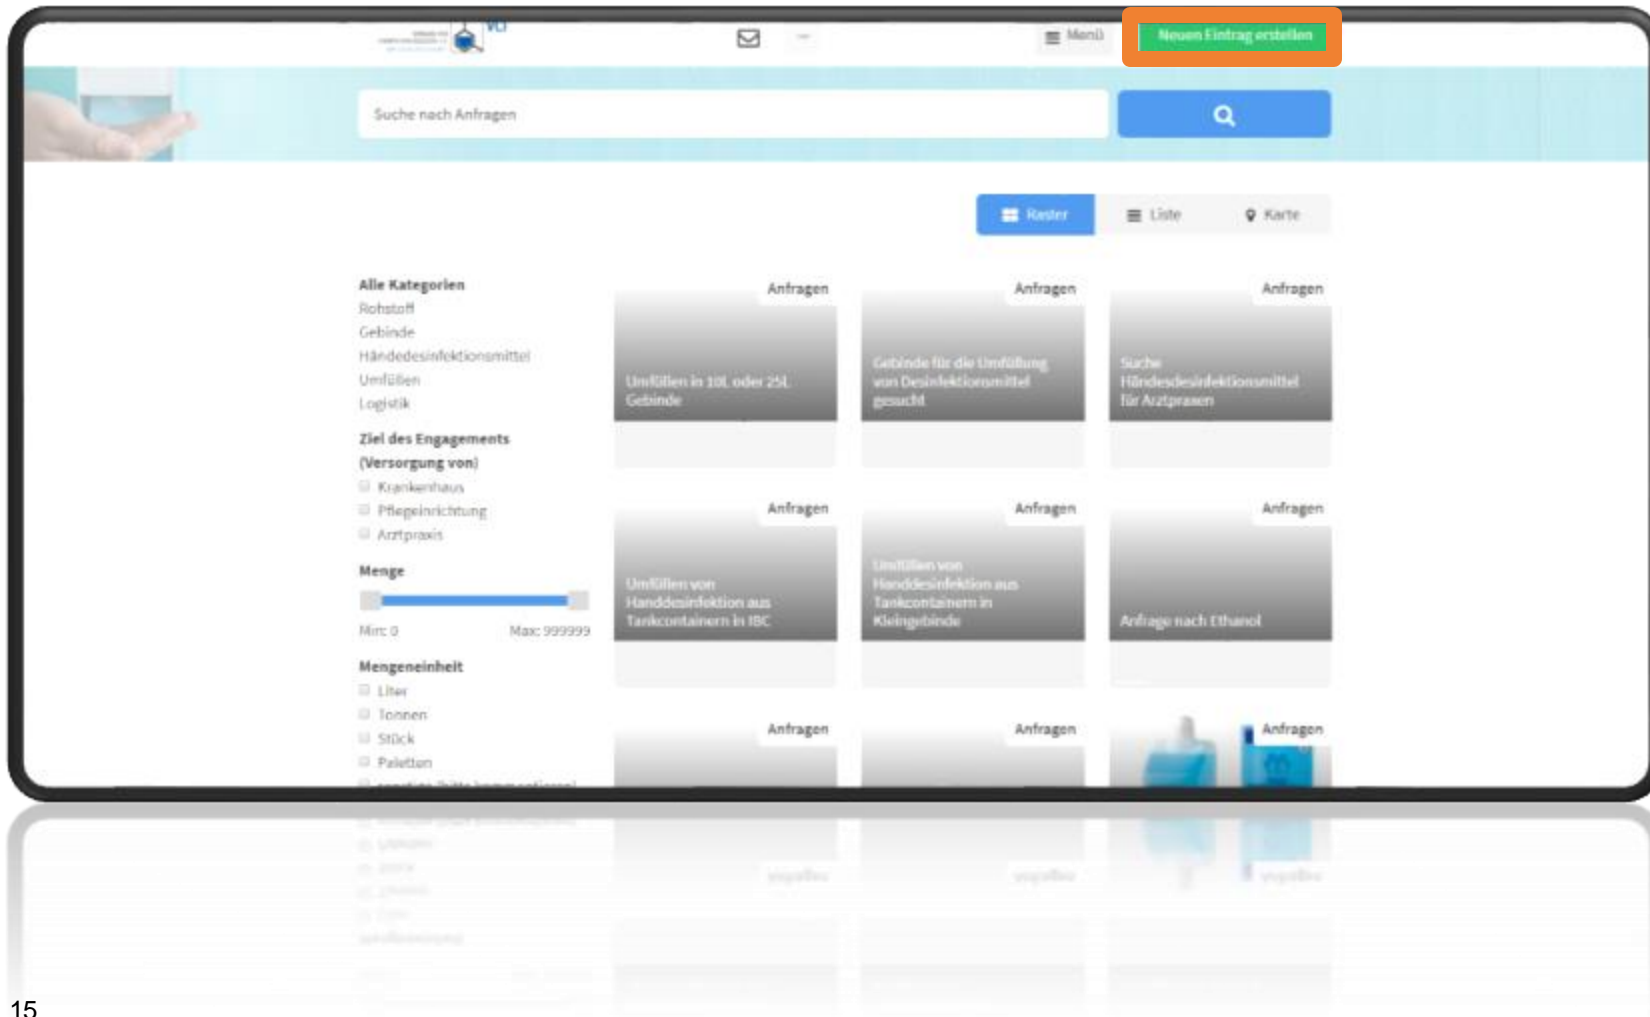 VCI
Menü
Neuen Eintrag erstellen
Suche nach Anfragen
Raster
Liste
Karte
Alle Kategorien
Rohstoff
Gebinde
Händedesinfektionsmittel
Umfüllen
Logistik
Ziel des Engagements
(Versorgung von)
Krankenhaus
Pflegeinrichtung
Arztpraxis
Menge
Min: 0 Max: 999999
Mengeneinheit
Liter
Tonnen
Stück
Paletten
Anfragen
Umfüllen in 10L oder 25L
Gebinde
Anfragen
Gebinde für die Umfüllung
von Desinfektionsmittel
gesucht
Anfragen
Suche
Händesdesinfektionsmittel
für Arztpraxen
Anfragen
Umfüllen von
Handdesinfektion aus
Tankcontainern in IBC
Anfragen
Umfüllen von
Handdesinfektion aus
Tankcontainern in
Kleingebinde
Anfragen
Anfrage nach Ethanol
Anfragen
Anfragen
Anfragen
15